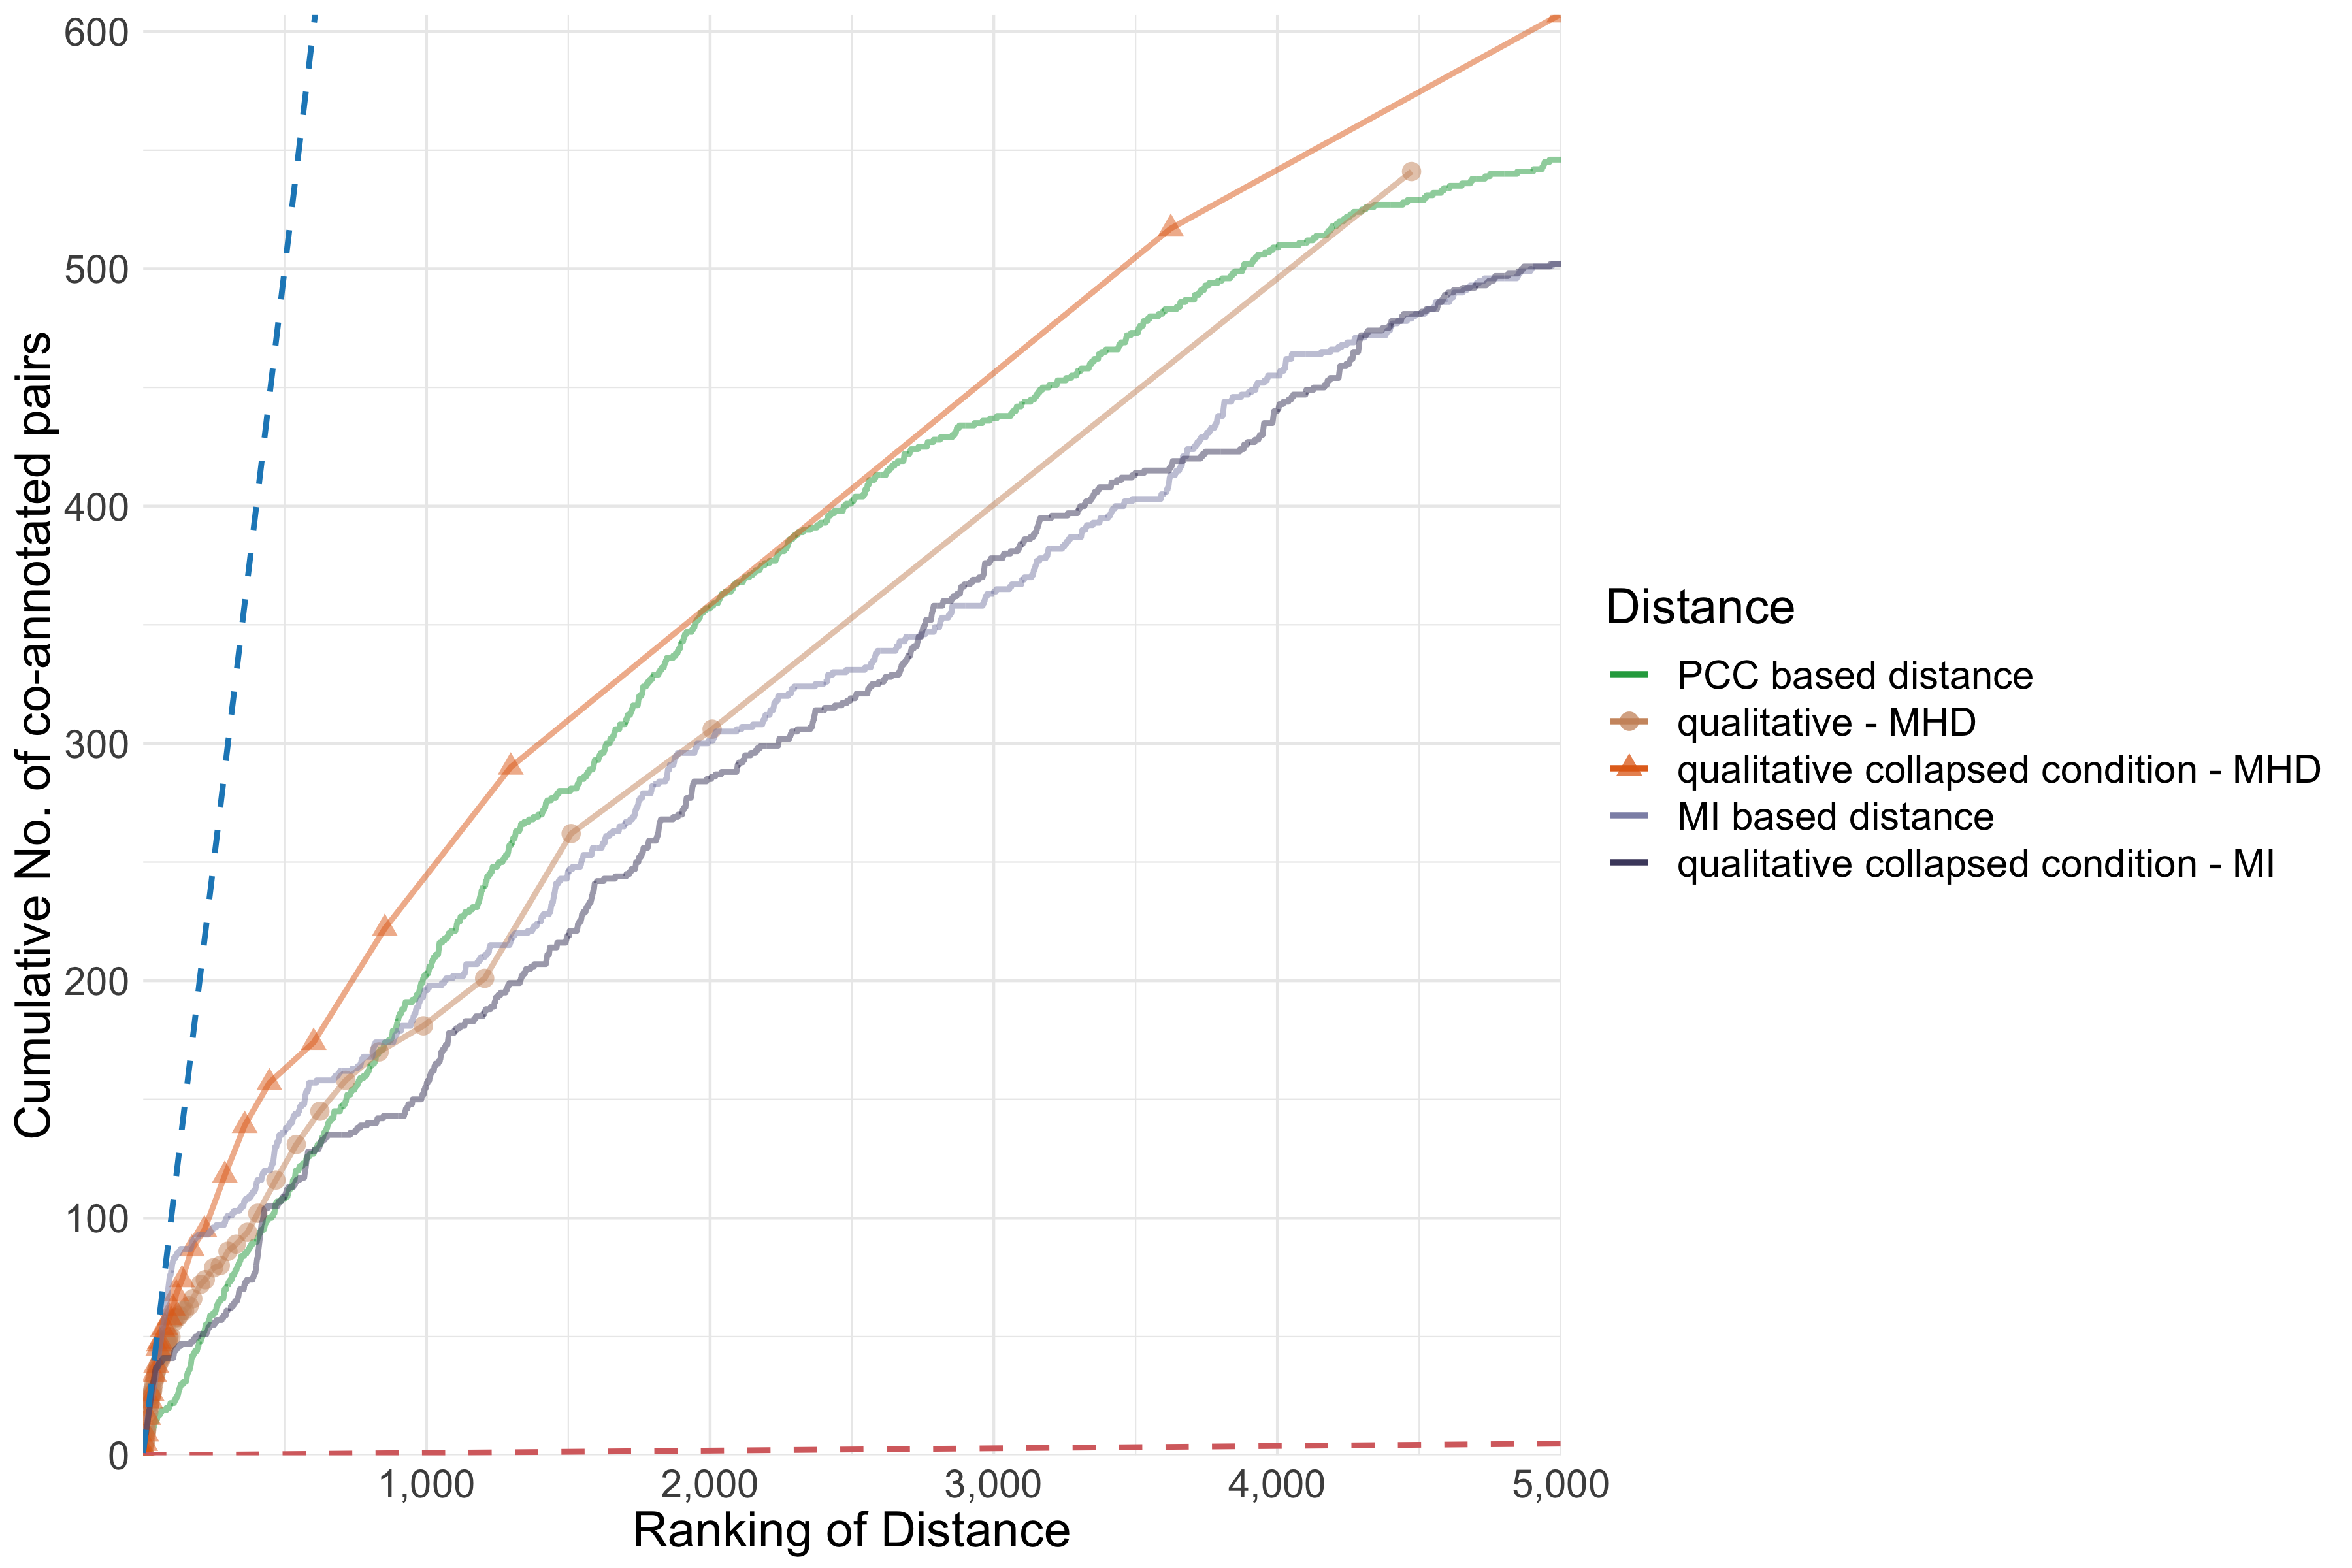 600
500
400
300
200
100
0
Cumulative No. of co-annotated pairs
1,000
2,000
3,000
4,000
5,000
Ranking of Distance
Distance
PCC based distance
qualitative - MHD
qualitative collapsed condition - MHD
MI based distance
qualitative collapsed condition - MI